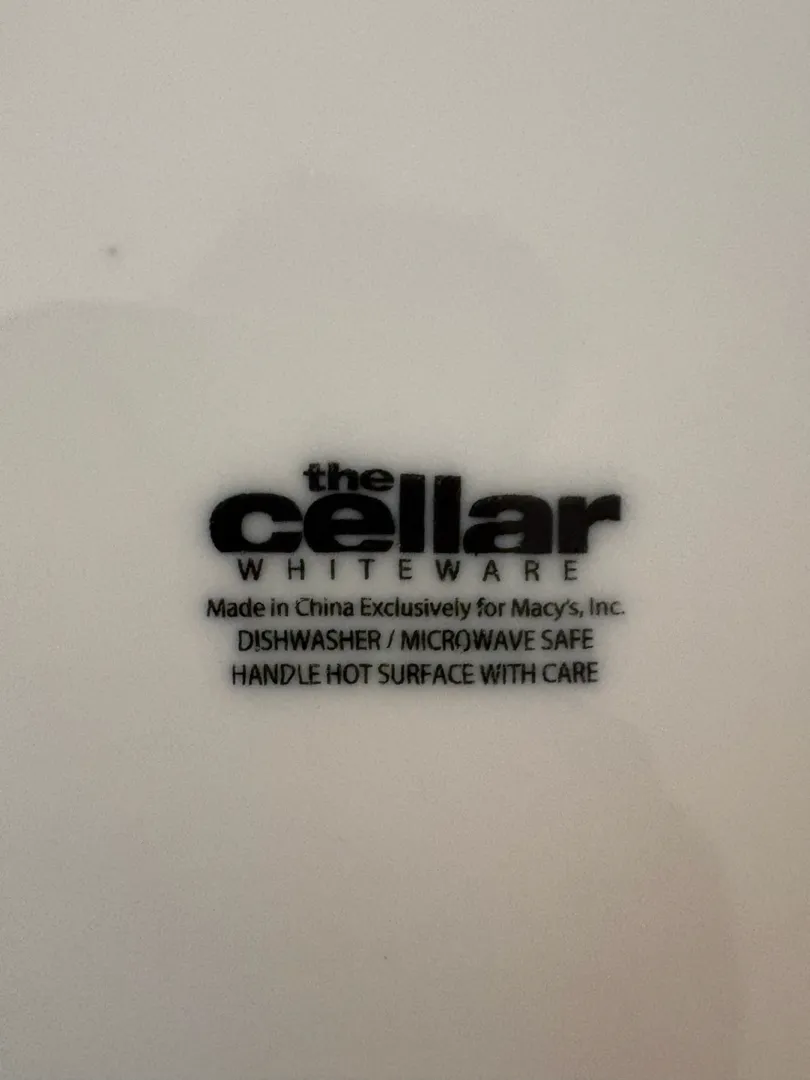 the
cellar
WHITEWARE
Made in China Exclusively for Macy's, Inc.
DISHWASHER / MICROWAVE SAFE
HANDLE HOT SURFACE WITH CARE